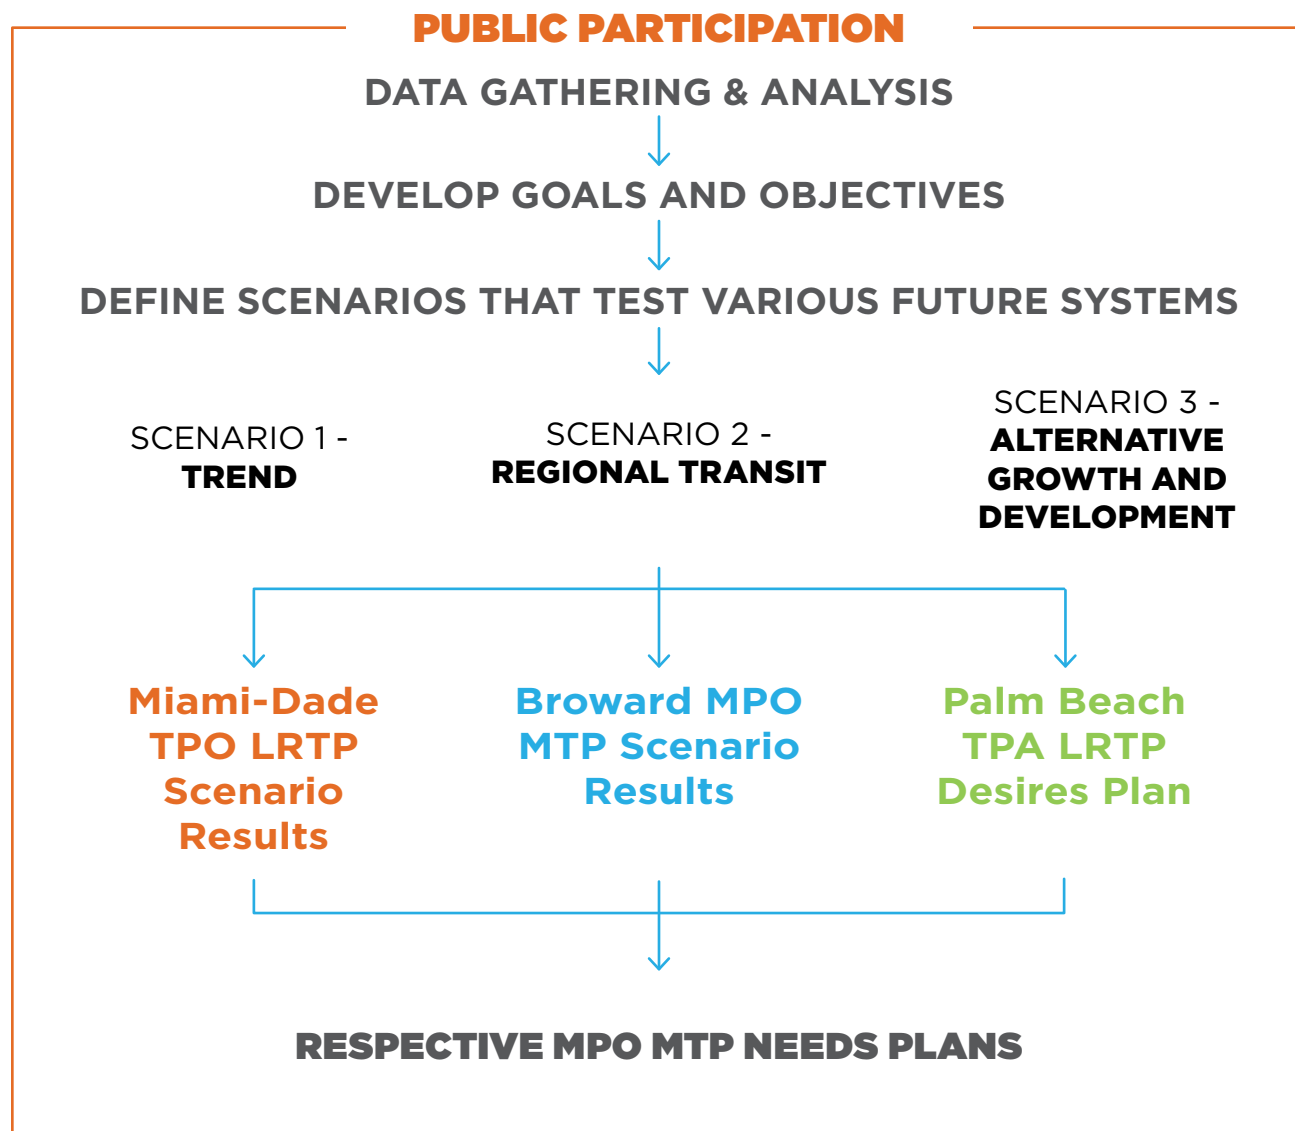 PUBLIC PARTICIPATION
DATA GATHERING & ANALYSIS
DEVELOP GOALS AND OBJECTIVES
DEFINE SCENARIOS THAT TEST VARIOUS FUTURE SYSTEMS
SCENARIO 1 -
TREND
SCENARIO 2 -
REGIONAL TRANSIT
SCENARIO 3 -
ALTERNATIVE
GROWTH AND
DEVELOPMENT
Miami-Dade
TPO LRTP
Scenario
Results
Broward MPO
MTP Scenario
Results
Palm Beach
TPA LRTP
Desires Plan
RESPECTIVE MPO MTP NEEDS PLANS